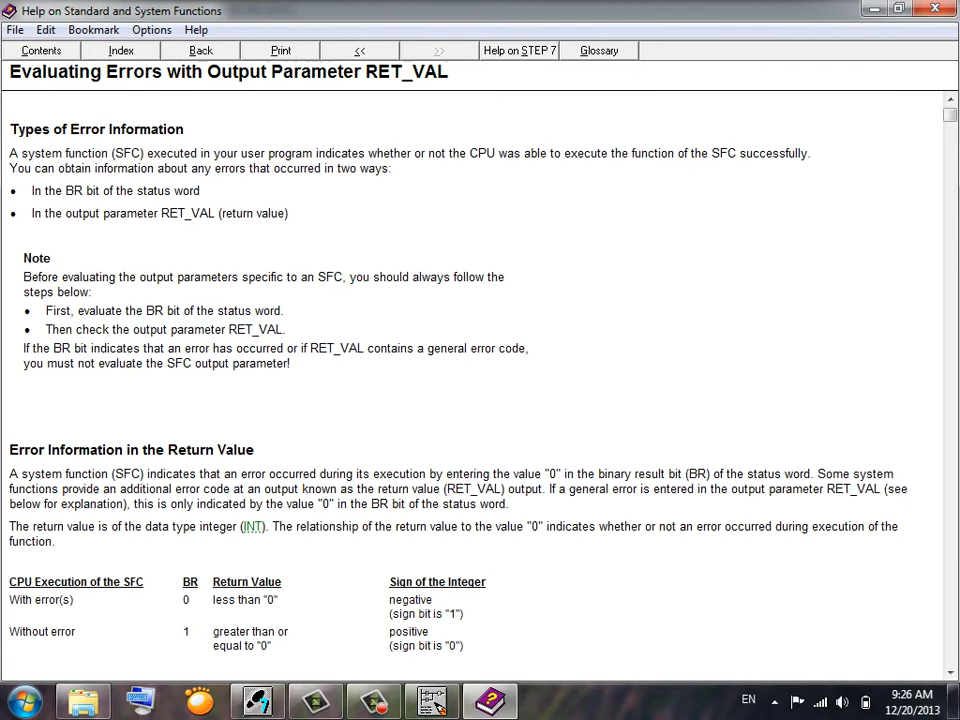 Help on Standard and System Functions
File Edit Bookmark Options Help
Contents Index Back Print << >> Help on STEP 7 Glossary
Evaluating Errors with Output Parameter RET_VAL
Types of Error Information
A system function (SFC) executed in your user program indicates whether or not the CPU was able to execute the function of the SFC successfully.
You can obtain information about any errors that occurred in two ways:
• In the BR bit of the status word
• In the output parameter RET_VAL (return value)
Note
Before evaluating the output parameters specific to an SFC, you should always follow the
steps below:
• First, evaluate the BR bit of the status word.
• Then check the output parameter RET_VAL.
If the BR bit indicates that an error has occurred or if RET_VAL contains a general error code,
you must not evaluate the SFC output parameter!
Error Information in the Return Value
A system function (SFC) indicates that an error occurred during its execution by entering the value "0" in the binary result bit (BR) of the status word. Some system
functions provide an additional error code at an output known as the return value (RET_VAL) output. If a general error is entered in the output parameter RET_VAL (see
below for explanation), this is only indicated by the value "0" in the BR bit of the status word.
The return value is of the data type integer (INT). The relationship of the return value to the value "0" indicates whether or not an error occurred during execution of the
function.
CPU Execution of the SFC BR Return Value Sign of the Integer
With error(s) 0 less than "0" negative
(sign bit is "1")
Without error 1 greater than or positive
equal to "0" (sign bit is "0")
EN 9:26 AM
12/20/2013